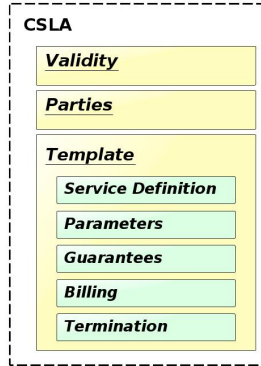 CSLA
Validity
Parties
Template
Service Definition
Parameters
Guarantees
Billing
Termination